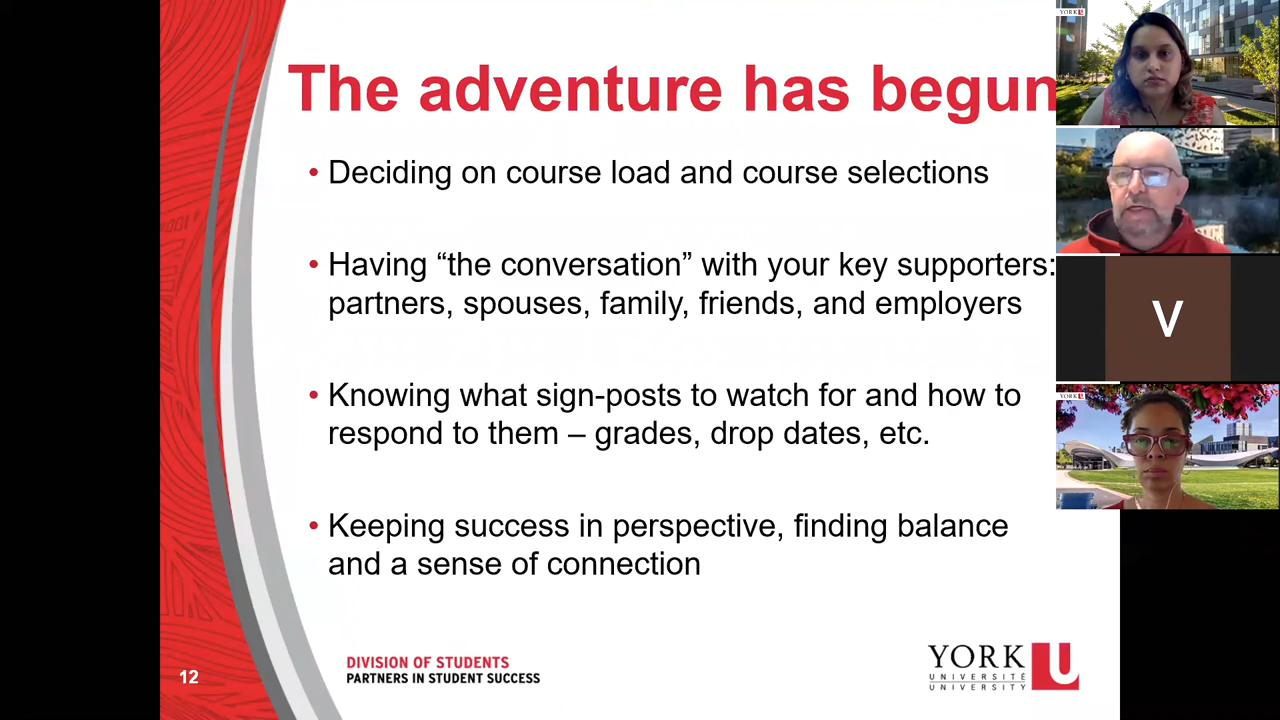 The adventure has begun
• Deciding on course load and course selections
• Having “the conversation” with your key supporters:
partners, spouses, family, friends, and employers
• Knowing what sign-posts to watch for and how to
respond to them – grades, drop dates, etc.
• Keeping success in perspective, finding balance
and a sense of connection
12
DIVISION OF STUDENTS
PARTNERS IN STUDENT SUCCESS
YORK U
UNIVERSITÉ
UNIVERSITY
YORK U
V
YORK U